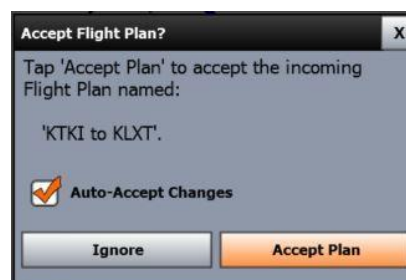 Accept Flight Plan?
X
Tap 'Accept Plan' to accept the incoming
Flight Plan named:
'KTKI to KLXT'.
Auto-Accept Changes
Ignore
Accept Plan